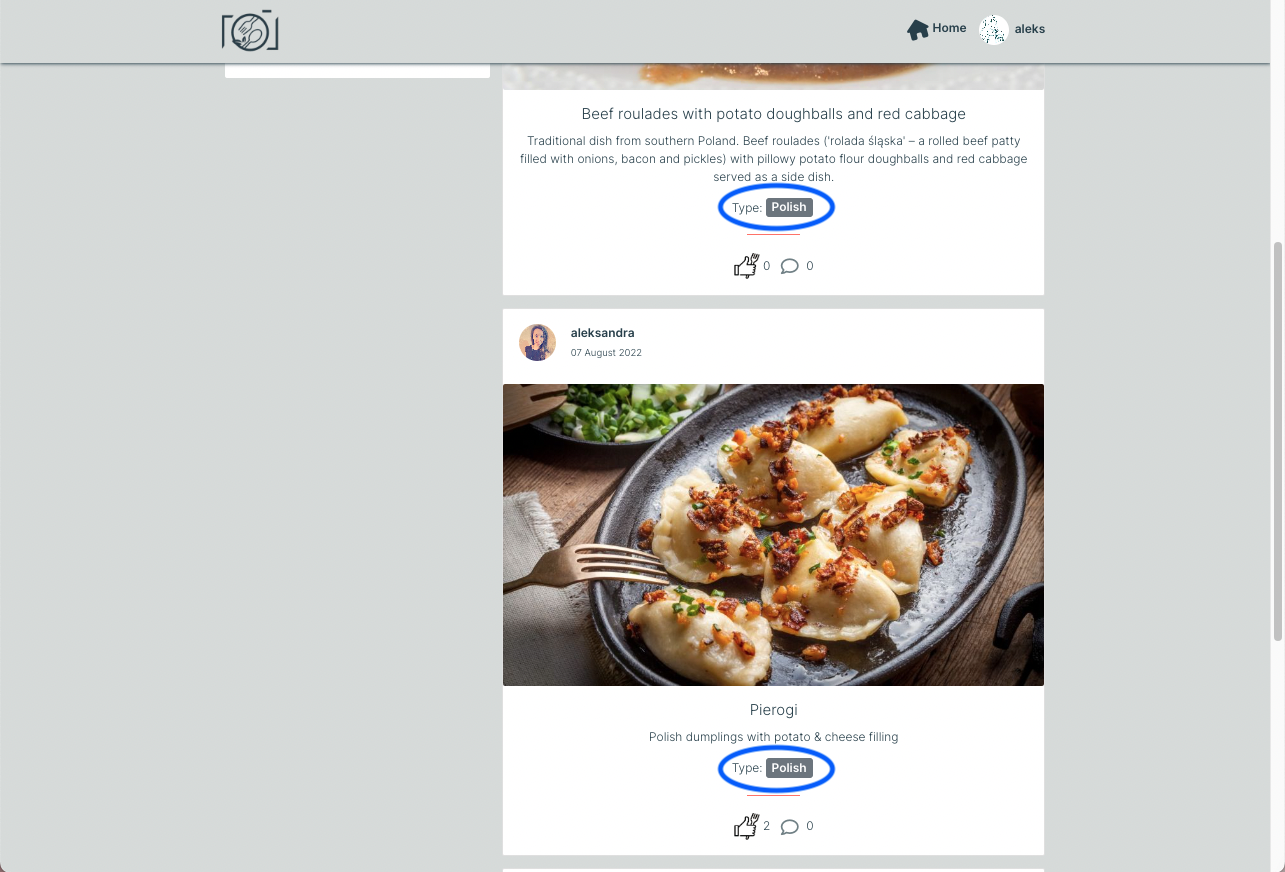 Home
aleks
Beef roulades with potato doughballs and red cabbage
Traditional dish from southern Poland. Beef roulades ('rolada śląska' – a rolled beef patty
filled with onions, bacon and pickles) with pillowy potato flour doughballs and red cabbage
served as a side dish.
Type: Polish
0 0
aleksandra
07 August 2022
Pierogi
Polish dumplings with potato & cheese filling
Type: Polish
2 0